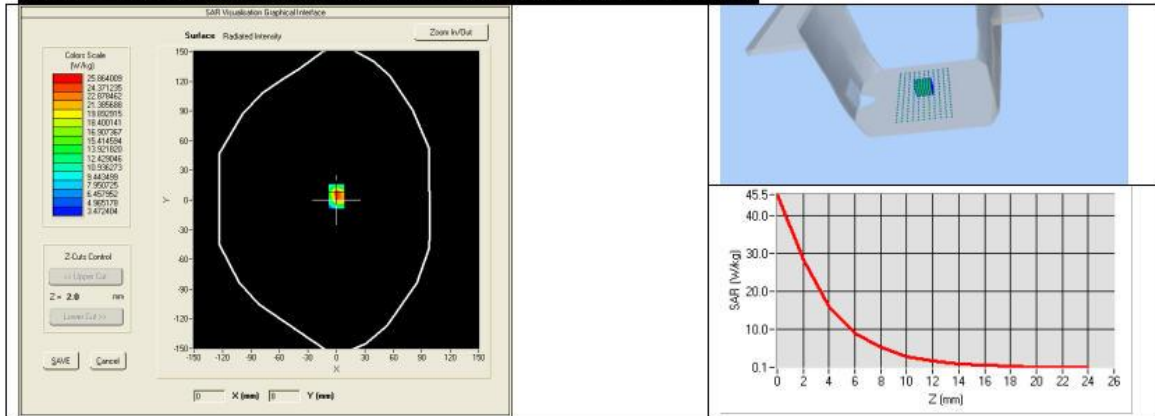 SAR Visualisation Graphical Interface
Surface Radiated Intensity
Zoom In/Out
Colors Scale
(W/kg)
25.864009
24.371235
22.878462
21.385688
19.892915
18.400141
16.907367
15.414594
13.921820
12.429046
10.936273
9.443499
7.950725
6.457952
4.965178
3.472404
Z-Cuts Control
<< Upper Cut
Z = 2.0 mm
Lower Cut >>
SAVE Cancel
150
120
90
60
30
0
-30
-60
-90
-120
-150
Y
-150 -120 -90 -60 -30 0 30 60 90 120 150
X
0 X (mm) 0 Y (mm)
45.5
40.0
30.0
20.0
10.0
0.1
SAR (W/kg)
0 2 4 6 8 10 12 14 16 18 20 22 24 26
Z (mm)